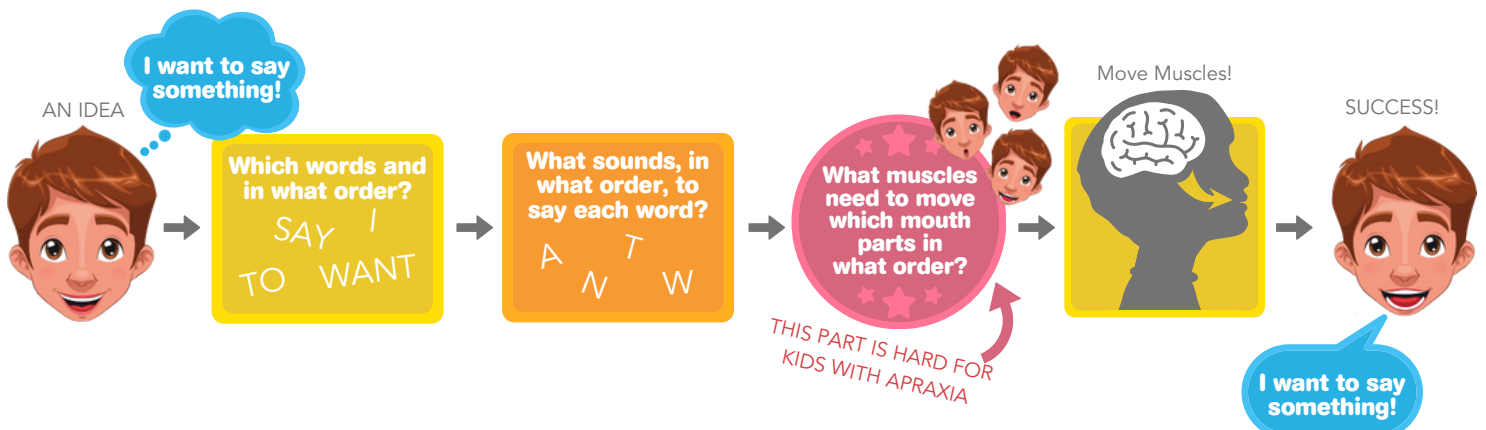 AN IDEA
I want to say
something!
Which words and
in what order?
SAY I
TO WANT
What sounds, in
what order, to
say each word?
A T
N W
What muscles
need to move
which mouth
parts in
what order?
THIS PART IS HARD FOR
KIDS WITH APRAXIA
Move Muscles!
SUCCESS!
I want to say
something!